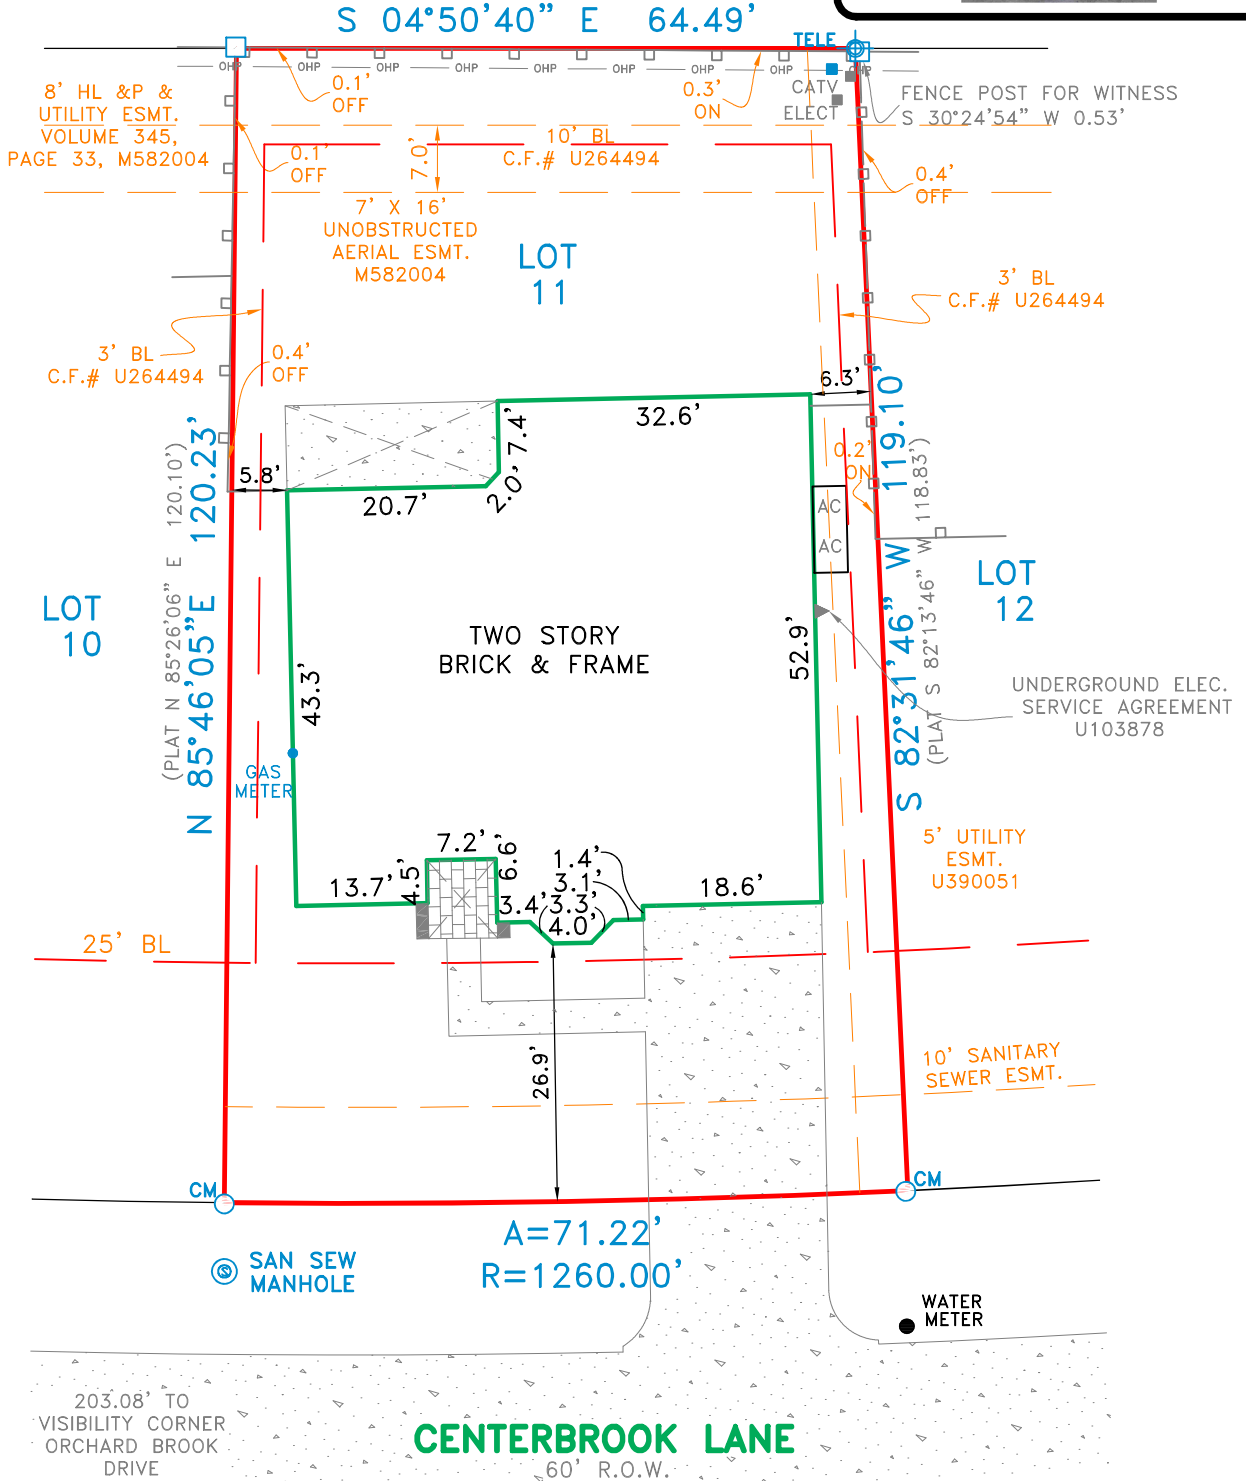 S 04°50'40" E 64.49'
TELE
OHP OHP OHP OHP OHP OHP OHP OHP OHP
8' HL &P &
UTILITY ESMT.
VOLUME 345,
PAGE 33, M582004
0.1'
OFF
0.3'
ON
CATV
ELECT
FENCE POST FOR WITNESS
S 30°24'54" W 0.53'
0.1'
OFF
7.0'
10' BL
C.F.# U264494
0.4'
OFF
7' X 16'
UNOBSTRUCTED
AERIAL ESMT.
M582004
LOT
11
3' BL
C.F.# U264494
3' BL
C.F.# U264494
0.4'
OFF
6.3'
32.6'
7.4'
2.0'
20.7'
5.8'
0.2'
ON
AC
AC
N 85°46'05"E 120.23'
(PLAT N 85°26'06" E 120.10')
S 82°31'46" W 119.10'
(PLAT S 82°13'46" W 118.83')
LOT
10
LOT
12
TWO STORY
BRICK & FRAME
43.3'
52.9'
UNDERGROUND ELEC.
SERVICE AGREEMENT
U103878
GAS
METER
7.2'
6.6'
4.5'
13.7'
1.4'
3.1'
3.4'
3.3'
4.0'
18.6'
5' UTILITY
ESMT.
U390051
25' BL
26.9'
10' SANITARY
SEWER ESMT.
CM
CM
A=71.22'
R=1260.00'
S
SAN SEW
MANHOLE
WATER
METER
203.08' TO
VISIBILITY CORNER
ORCHARD BROOK
DRIVE
CENTERBROOK LANE
60' R.O.W.